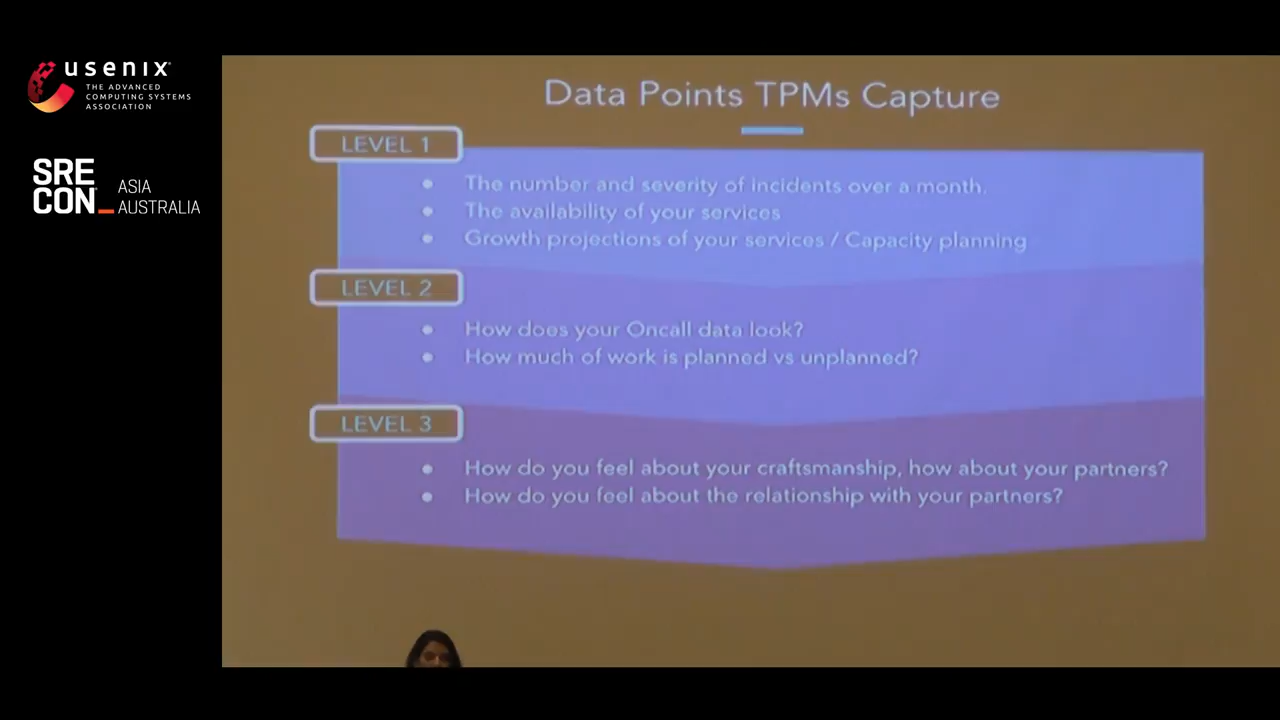 usenix
THE ADVANCED
COMPUTING SYSTEMS
ASSOCIATION
SRE
CON_
ASIA
AUSTRALIA
Data Points TPMs Capture
LEVEL 1
The number and severity of incidents over a month.
The availability of your services
Growth projections of your services / Capacity planning
LEVEL 2
How does your Oncall data look?
How much of work is planned vs unplanned?
LEVEL 3
How do you feel about your craftsmanship, how about your partners?
How do you feel about the relationship with your partners?